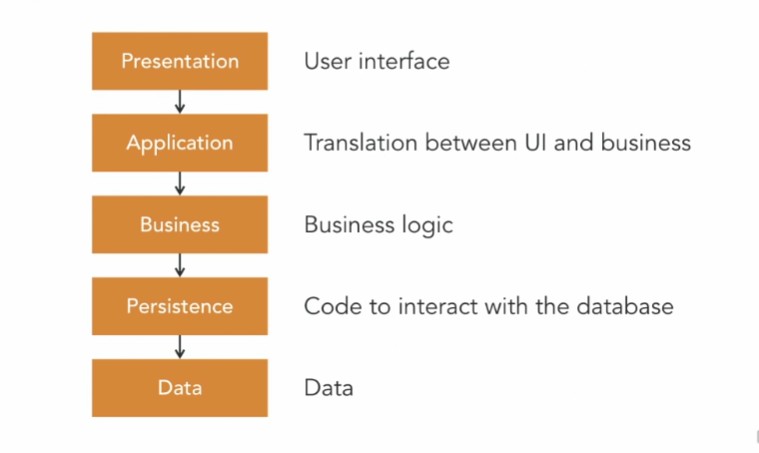 Presentation User interface
Application Translation between UI and business
Business Business logic
Persistence Code to interact with the database
Data Data